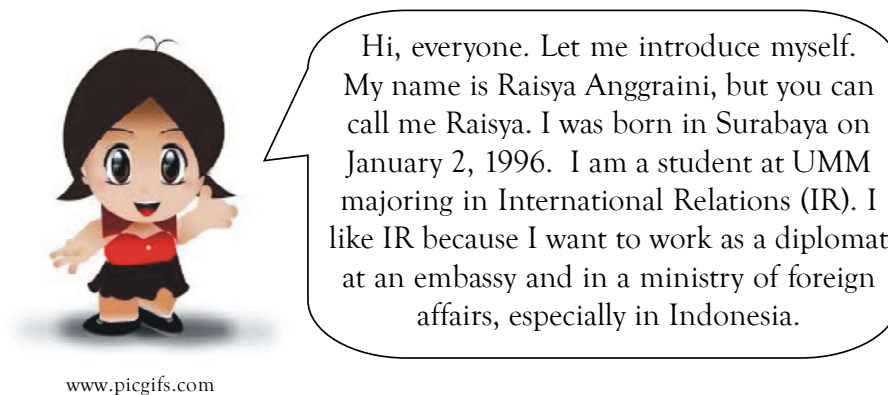 Hi, everyone. Let me introduce myself.
My name is Raisya Anggraini, but you can
call me Raisya. I was born in Surabaya on
January 2, 1996.  I am a student at UMM
majoring in International Relations (IR). I
like IR because I want to work as a diplomat
at an embassy and in a ministry of foreign
affairs, especially in Indonesia.
www.picgifs.com